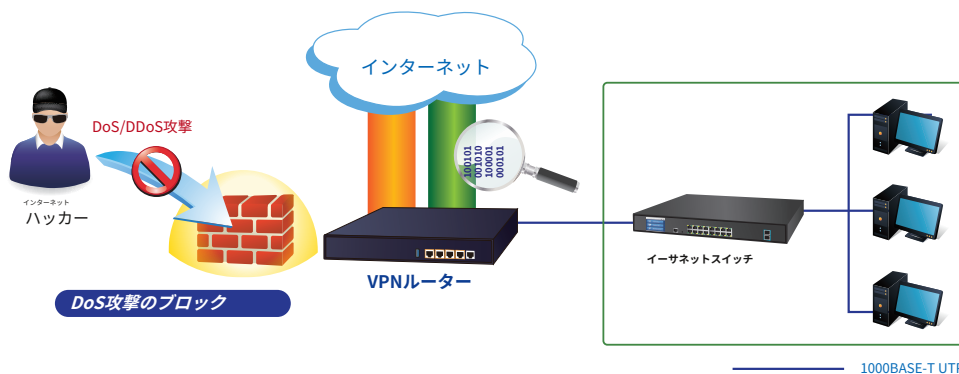 インターネット
DoS/DDoS攻撃
インターネット
ハッカー
100101
001010
100001
000101
VPNルーター
イーサネットスイッチ
DoS攻撃のブロック
1000BASE-T UTP